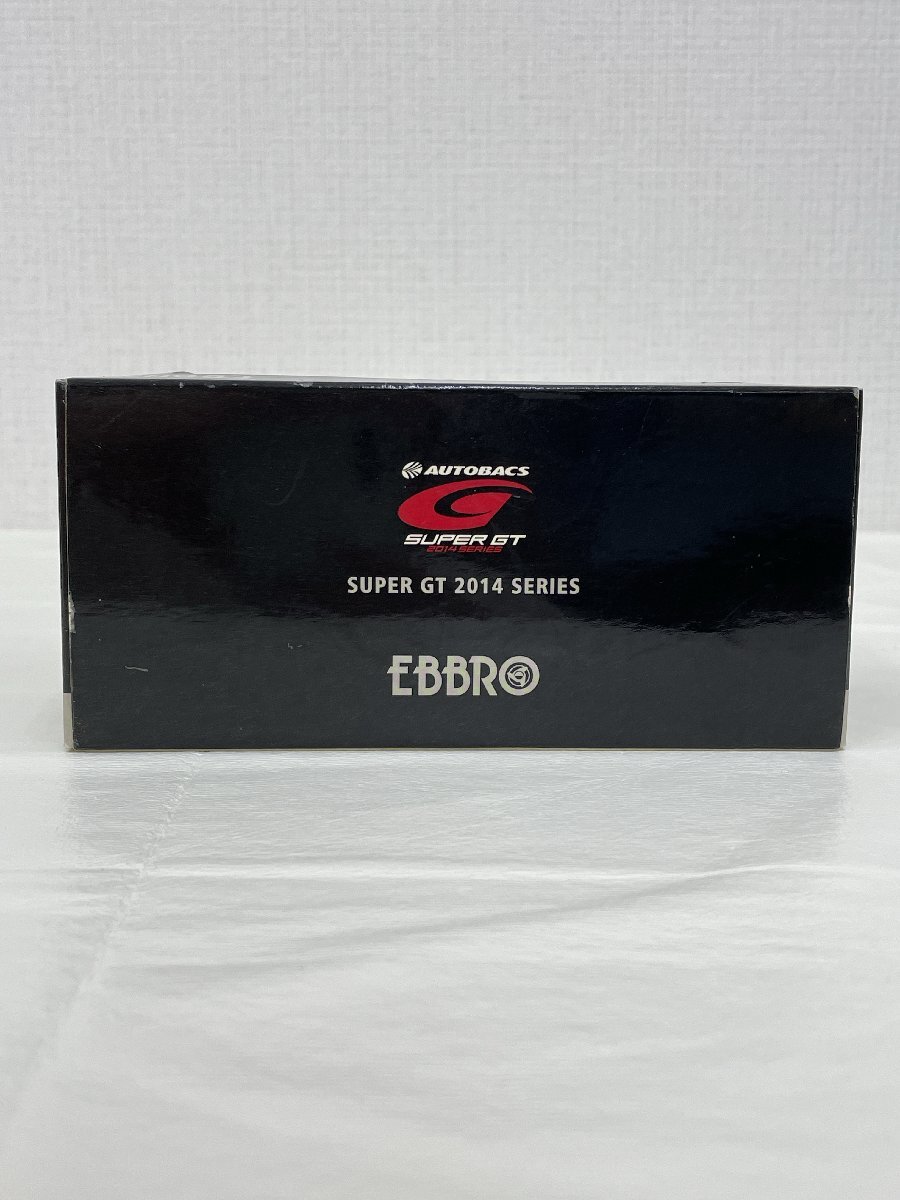 AUTOBACS
SUPER GT
2014 SERIES
SUPER GT 2014 SERIES
EBBRO